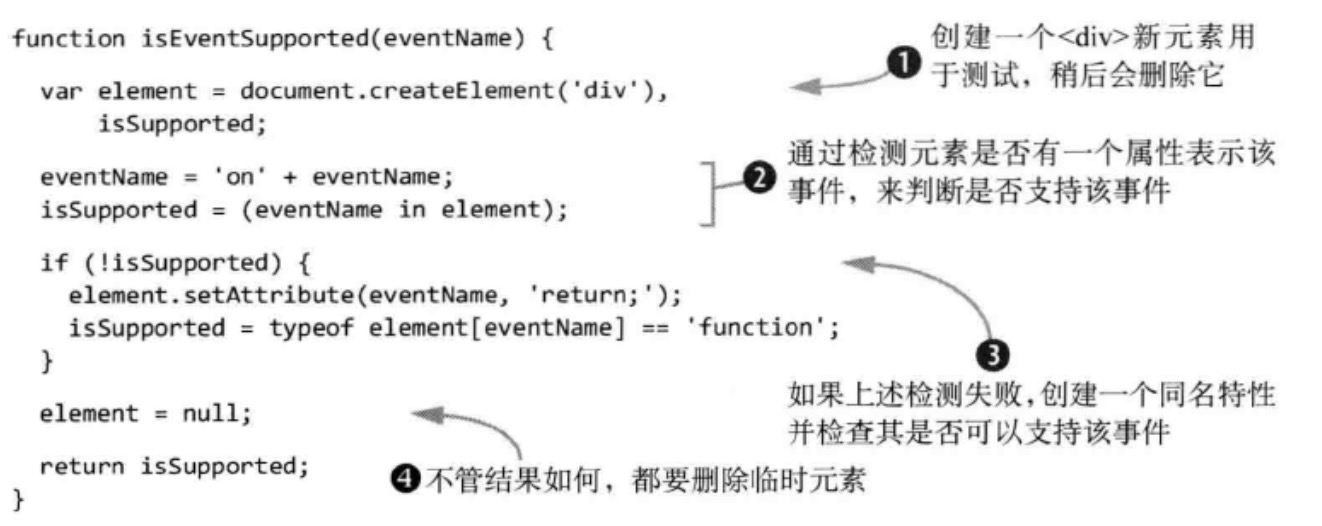 function isEventSupported(eventName) {
❶ 创建一个<div>新元素用
于测试，稍后会删除它
var element = document.createElement('div'),
isSupported;
❷ 通过检测元素是否有一个属性表示该
事件，来判断是否支持该事件
eventName = 'on' + eventName;
isSupported = (eventName in element);
if (!isSupported) {
element.setAttribute(eventName, 'return;');
isSupported = typeof element[eventName] == 'function';
}
❸
如果上述检测失败,创建一个同名特性
并检查其是否可以支持该事件
element = null;
return isSupported;
❹不管结果如何，都要删除临时元素
}